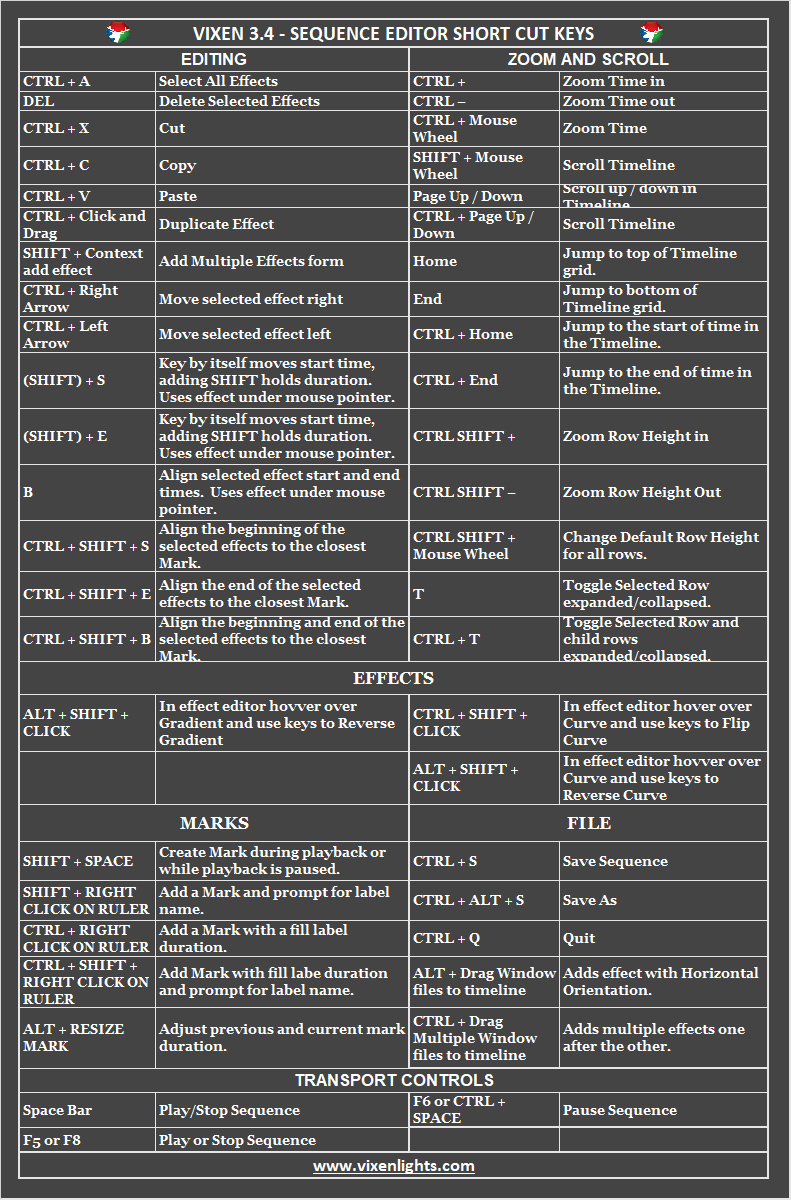 VIXEN 3.4 - SEQUENCE EDITOR SHORT CUT KEYS
EDITING
ZOOM AND SCROLL
CTRL + A
Select All Effects
CTRL +
Zoom Time in
DEL
Delete Selected Effects
CTRL –
Zoom Time out
CTRL + X
Cut
CTRL + Mouse
Wheel
Zoom Time
CTRL + C
Copy
SHIFT + Mouse
Wheel
Scroll Timeline
CTRL + V
Paste
Page Up / Down
Scroll up / down in
Timeline
CTRL + Click and
Drag
Duplicate Effect
CTRL + Page Up /
Down
Scroll Timeline
SHIFT + Context
add effect
Add Multiple Effects form
Home
Jump to top of Timeline
grid.
CTRL + Right
Arrow
Move selected effect right
End
Jump to bottom of
Timeline grid.
CTRL + Left
Arrow
Move selected effect left
CTRL + Home
Jump to the start of time in
the Timeline.
(SHIFT) + S
Key by itself moves start time,
adding SHIFT holds duration.
Uses effect under mouse pointer.
CTRL + End
Jump to the end of time in
the Timeline.
(SHIFT) + E
Key by itself moves start time,
adding SHIFT holds duration.
Uses effect under mouse pointer.
CTRL SHIFT +
Zoom Row Height in
B
Align selected effect start and end
times. Uses effect under mouse
pointer.
CTRL SHIFT –
Zoom Row Height Out
CTRL + SHIFT + S
Align the beginning of the
selected effects to the closest
Mark.
CTRL SHIFT +
Mouse Wheel
Change Default Row Height
for all rows.
CTRL + SHIFT + E
Align the end of the selected
effects to the closest Mark.
T
Toggle Selected Row
expanded/collapsed.
CTRL + SHIFT + B
Align the beginning and end of the
selected effects to the closest
Mark.
CTRL + T
Toggle Selected Row and
child rows
expanded/collapsed.
EFFECTS
ALT + SHIFT +
CLICK
In effect editor hovver over
Gradient and use keys to Reverse
Gradient
CTRL + SHIFT +
CLICK
In effect editor hover over
Curve and use keys to Flip
Curve
ALT + SHIFT +
CLICK
In effect editor hovver over
Curve and use keys to
Reverse Curve
MARKS
FILE
SHIFT + SPACE
Create Mark during playback or
while playback is paused.
CTRL + S
Save Sequence
SHIFT + RIGHT
CLICK ON RULER
Add a Mark and prompt for label
name.
CTRL + ALT + S
Save As
CTRL + RIGHT
CLICK ON RULER
Add a Mark with a fill label
duration.
CTRL + Q
Quit
CTRL + SHIFT +
RIGHT CLICK ON
RULER
Add Mark with fill labe duration
and prompt for label name.
ALT + Drag Window
files to timeline
Adds effect with Horizontal
Orientation.
ALT + RESIZE
MARK
Adjust previous and current mark
duration.
CTRL + Drag
Multiple Window
files to timeline
Adds multiple effects one
after the other.
TRANSPORT CONTROLS
Space Bar
Play/Stop Sequence
F6 or CTRL +
SPACE
Pause Sequence
F5 or F8
Play or Stop Sequence
www.vixenlights.com